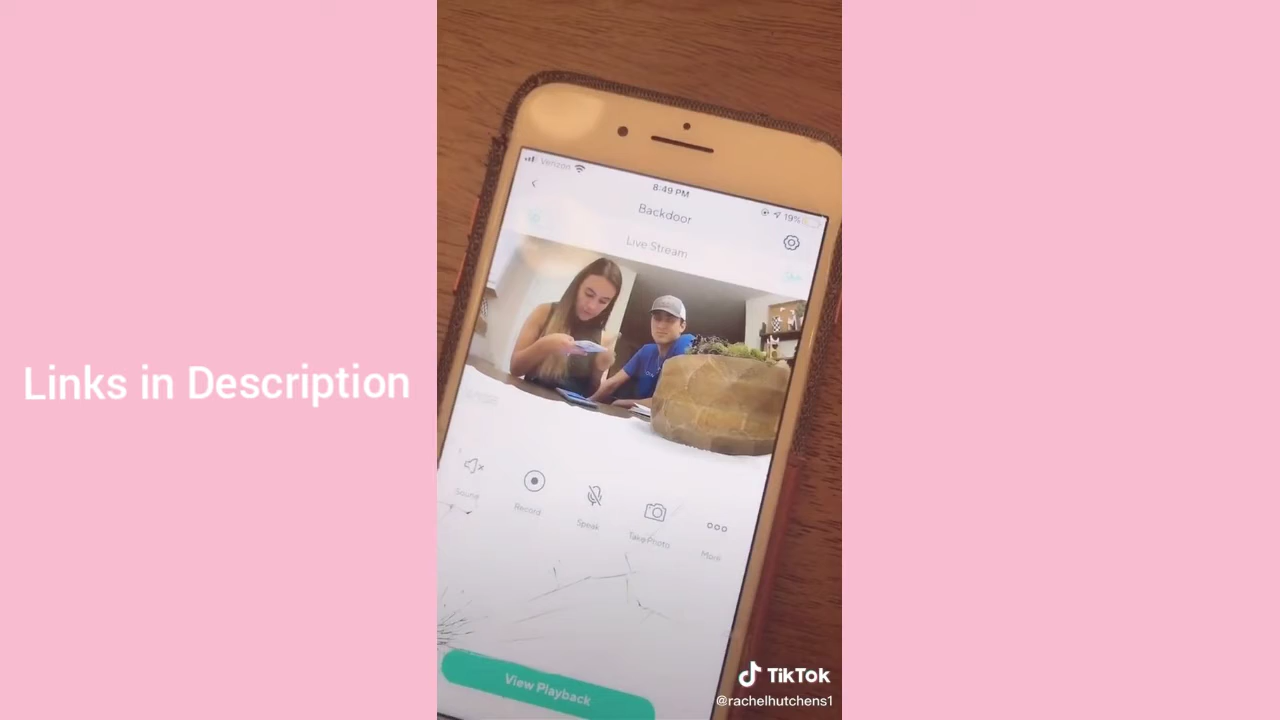 Links in Description
Verizon
8:49 PM
19%
Backdoor
Live Stream
Sound
Record
Speak
Take Photo
More
View Playback
TikTok
@rachelhutchens1